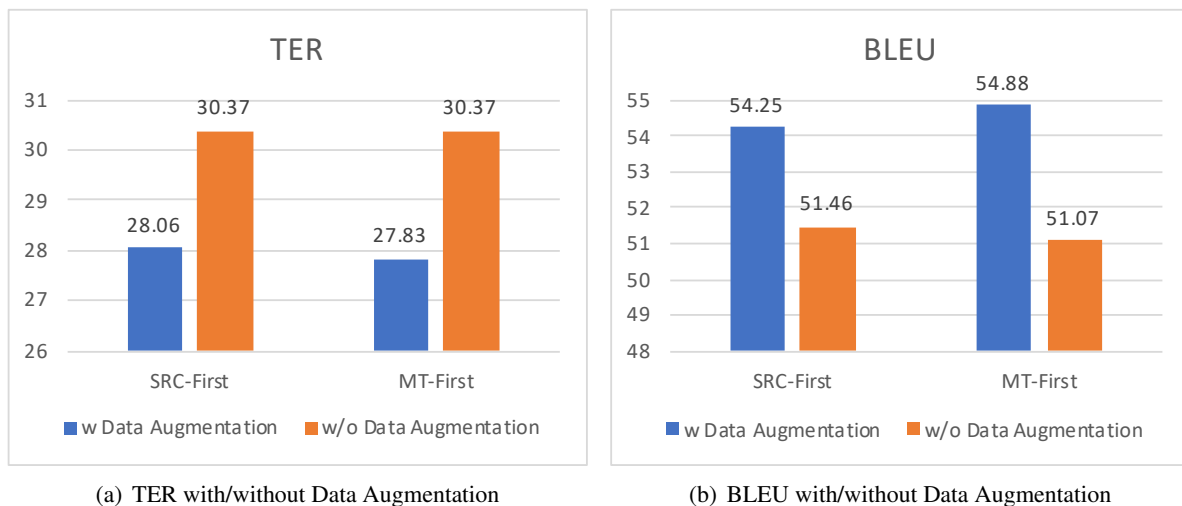 TER
31
30
29
28
27
26
30.37
30.37
28.06
27.83
SRC-First
MT-First
w Data Augmentation
w/o Data Augmentation
(a) TER with/without Data Augmentation
BLEU
55
54
53
52
51
50
49
48
54.25
54.88
51.46
51.07
SRC-First
MT-First
w Data Augmentation
w/o Data Augmentation
(b) BLEU with/without Data Augmentation